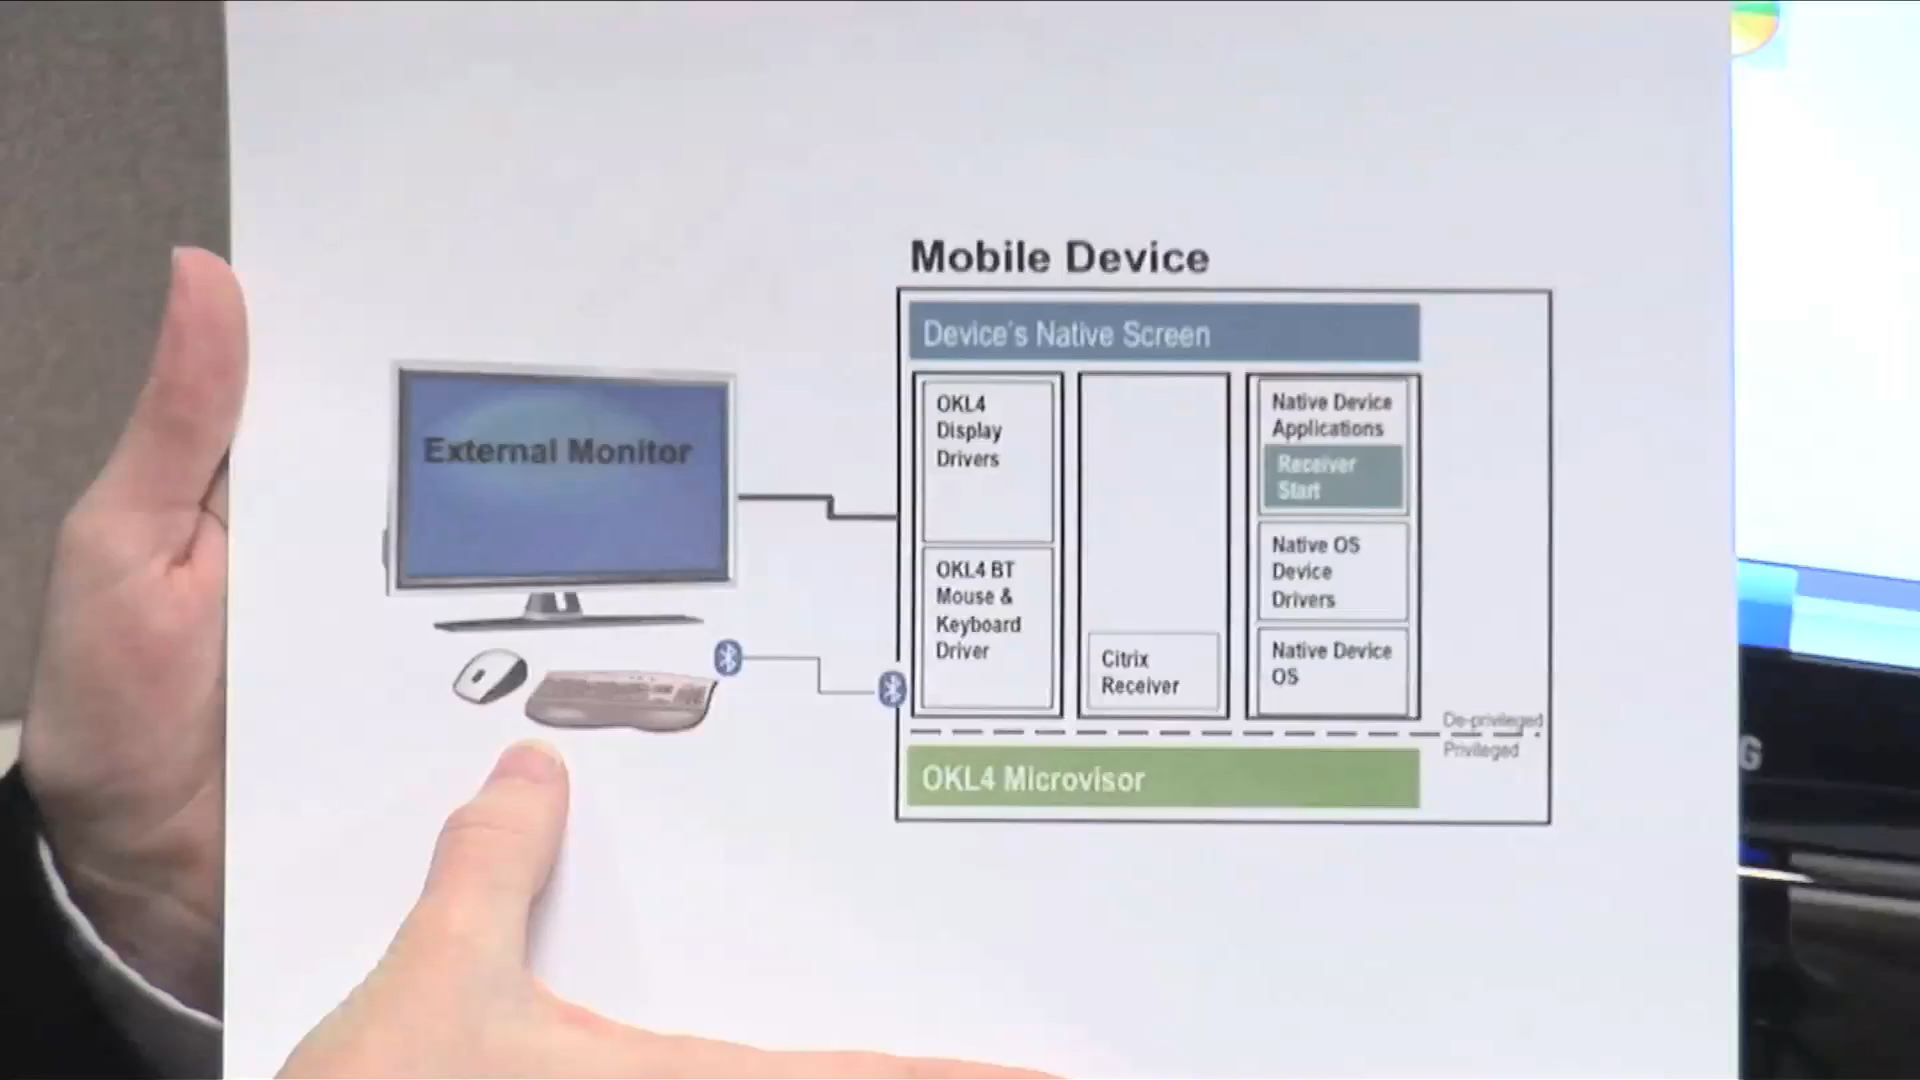 Mobile Device
Device's Native Screen
External Monitor
OKL4
Display
Drivers
OKL4 BT
Mouse &
Keyboard
Driver
Citrix
Receiver
Native Device
Applications
Receiver
Start
Native OS
Device
Drivers
Native Device
OS
De-privileged
Privileged
OKL4 Microvisor
G